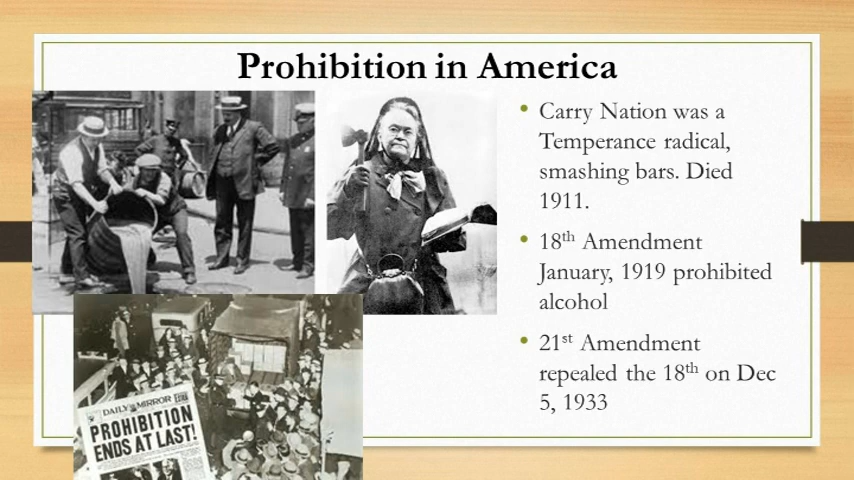 Prohibition in America
• Carry Nation was a
Temperance radical,
smashing bars. Died
1911.
• 18th Amendment
January, 1919 prohibited
alcohol
• 21st Amendment
repealed the 18th on Dec
5, 1933
DAILY MIRROR
PROHIBITION
ENDS AT LAST!